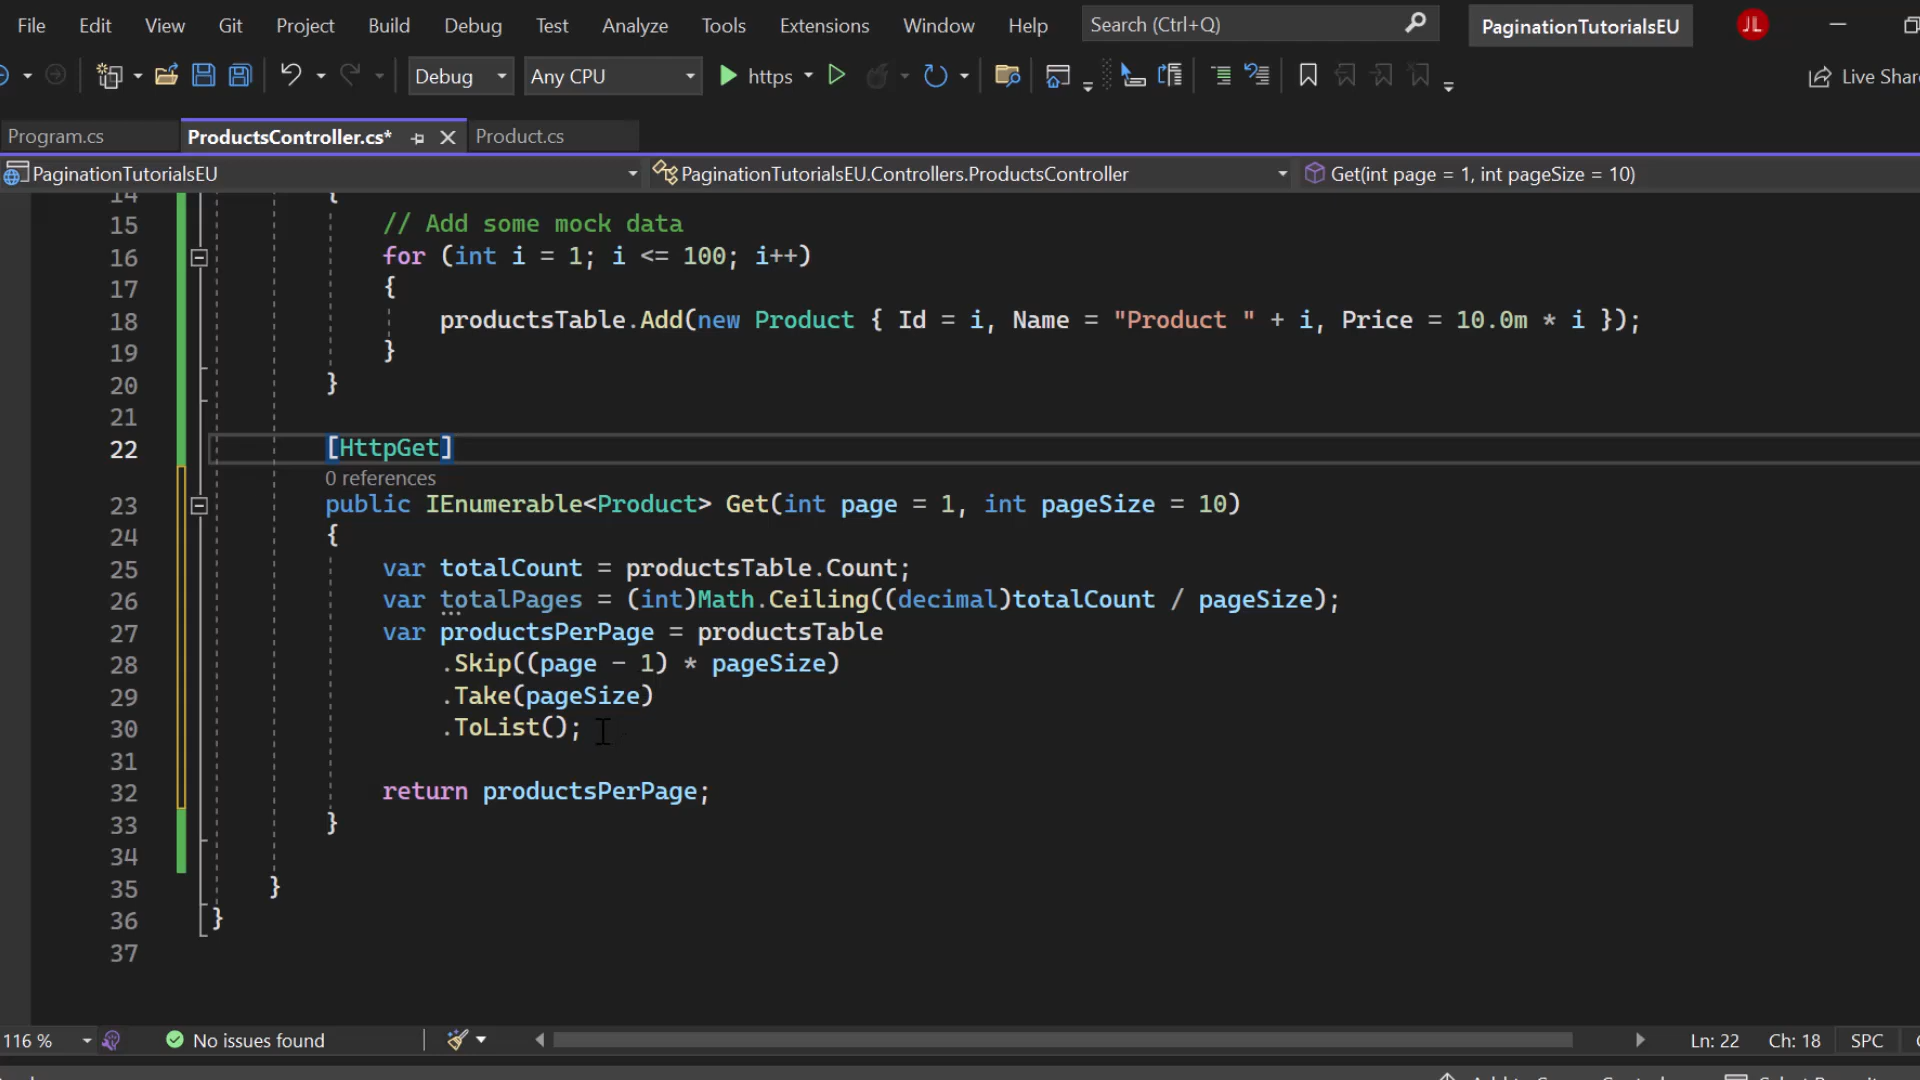 File Edit View Git Project Build Debug Test Analyze Tools Extensions Window Help Search (Ctrl+Q) PaginationTutorialsEU JL
Debug Any CPU https Live Share
Program.cs ProductsController.cs* Product.cs
PaginationTutorialsEU PaginationTutorialsEU.Controllers.ProductsController Get(int page = 1, int pageSize = 10)
14 {
15 // Add some mock data
16 for (int i = 1; i <= 100; i++)
17 {
18 productsTable.Add(new Product { Id = i, Name = "Product " + i, Price = 10.0m * i });
19 }
20 }
21
22 [HttpGet]
0 references
23 public IEnumerable<Product> Get(int page = 1, int pageSize = 10)
24 {
25 var totalCount = productsTable.Count;
26 var totalPages = (int)Math.Ceiling((decimal)totalCount / pageSize);
27 var productsPerPage = productsTable
28 .Skip((page - 1) * pageSize)
29 .Take(pageSize)
30 .ToList();
31
32 return productsPerPage;
33 }
34
35 }
36 }
37
116 % No issues found Ln: 22 Ch: 18 SPC